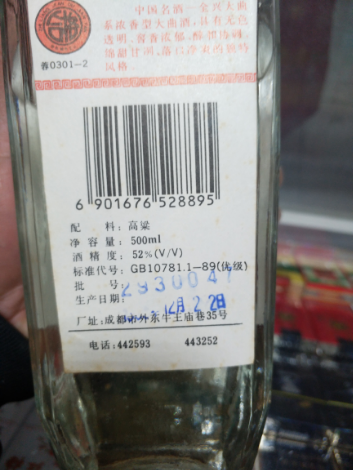 中国名酒—全兴大曲
系浓香型大曲酒,具有无色
透明、窖香浓郁、醇厚
绵甜甘冽、落口净爽的独特
风格。
香0301-2
6 901676 528895
配 料:高粱
净容量:500ml
酒精度:52%(V/V)
标准代号:GB10781.1—89(优级)
批 号:
生产日期:
厂址:成都市外东牛王庙巷35号
电话:442593 443252